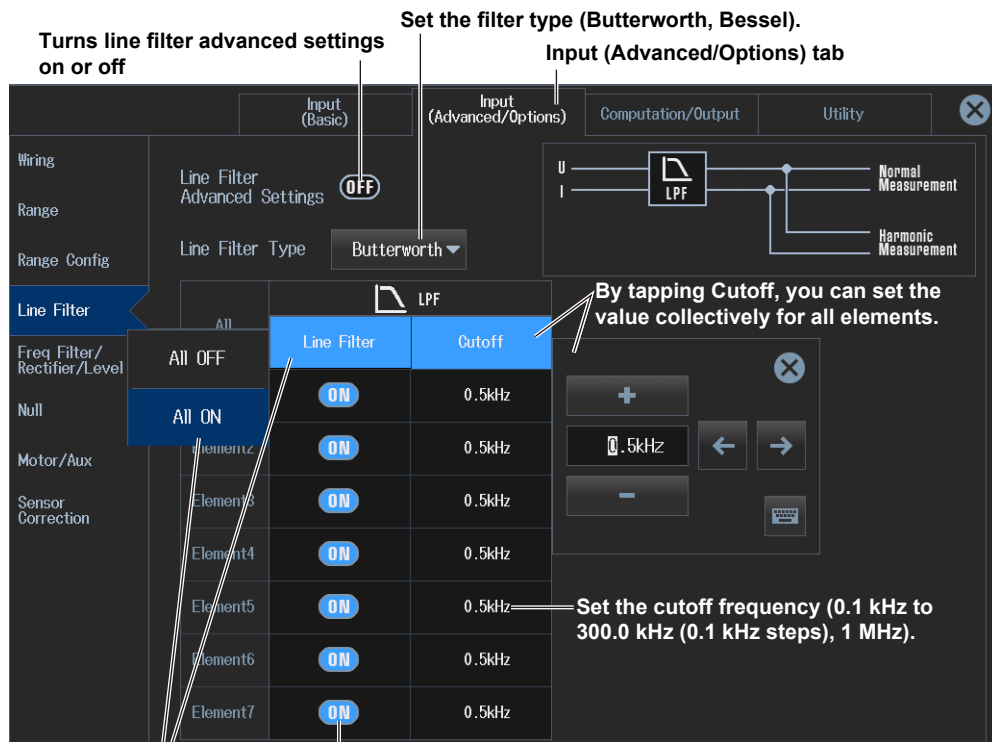 Set the filter type (Butterworth, Bessel).
Turns line filter advanced settings
on or off
Input (Advanced/Options) tab
Input
(Basic)
Input
(Advanced/Options)
Computation/Output
Utility
Wiring
Range
Range Config
Line Filter
Freq Filter/
Rectifier/Level
Null
Motor/Aux
Sensor
Correction
Line Filter
Advanced Settings
OFF
Line Filter Type
Butterworth
U
I
LPF
Normal
Measurement
Harmonic
Measurement
LPF
By tapping Cutoff, you can set the
value collectively for all elements.
All
Line Filter
Cutoff
All OFF
All ON
ON
0.5kHz
Element2
ON
0.5kHz
Element3
ON
0.5kHz
Element4
ON
0.5kHz
Element5
ON
0.5kHz
Element6
ON
0.5kHz
Element7
ON
0.5kHz
+
0.5kHz
← →
−
Set the cutoff frequency (0.1 kHz to
300.0 kHz (0.1 kHz steps), 1 MHz).